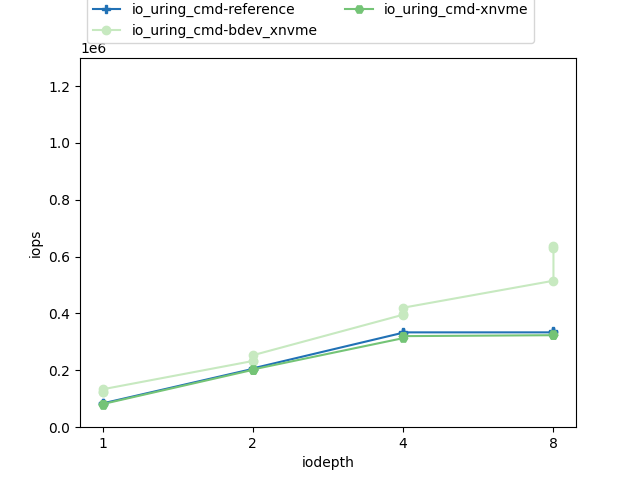 io_uring_cmd-reference
io_uring_cmd-bdev_xnvme
io_uring_cmd-xnvme
1e6
1.2
1.0
0.8
0.6
0.4
0.2
0.0
iops
1 2 4 8
iodepth